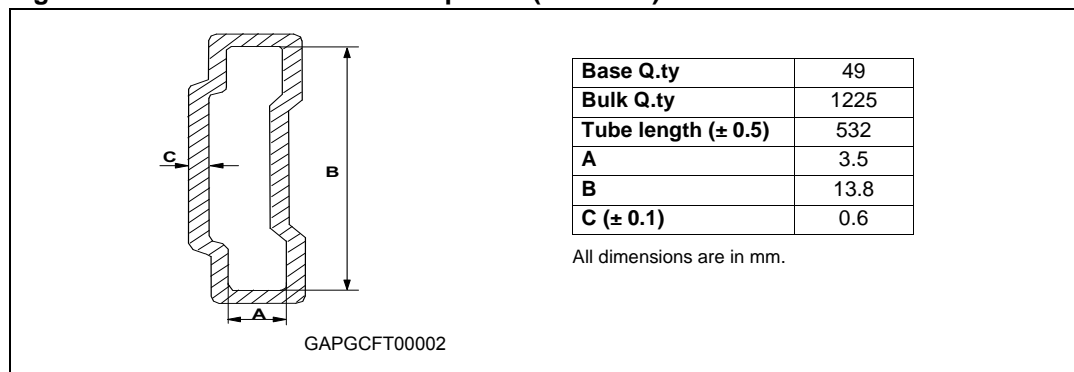 C
B
A
GAPGCFT00002
Base Q.ty 49
Bulk Q.ty 1225
Tube length (± 0.5) 532
A 3.5
B 13.8
C (± 0.1) 0.6
All dimensions are in mm.